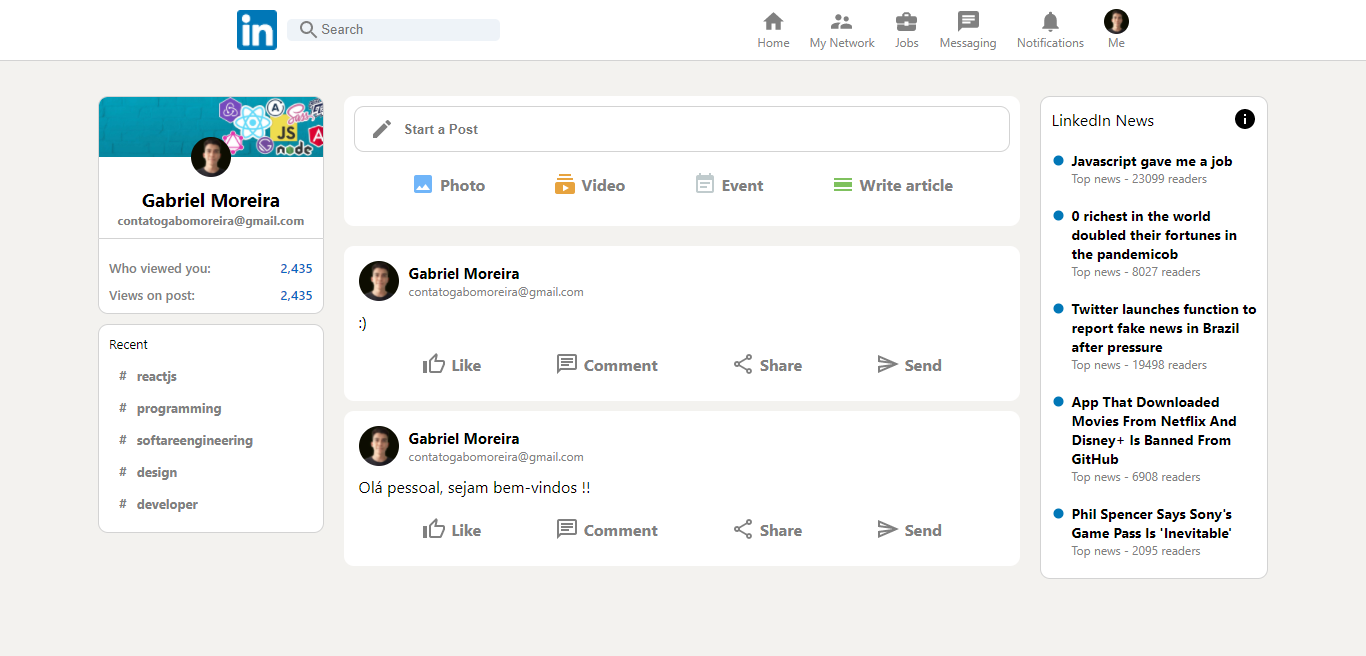 in
Search
Home
My Network
Jobs
Messaging
Notifications
Me
A
Sass
JS
node
Gabriel Moreira
contatogabomoreira@gmail.com
Who viewed you: 2,435
Views on post: 2,435
Recent
# reactjs
# programming
# softareengineering
# design
# developer
Start a Post
Photo
Video
Event
Write article
Gabriel Moreira
contatogabomoreira@gmail.com
:)
Like
Comment
Share
Send
Gabriel Moreira
contatogabomoreira@gmail.com
Olá pessoal, sejam bem-vindos !!
Like
Comment
Share
Send
LinkedIn News
Javascript gave me a job
Top news - 23099 readers
0 richest in the world
doubled their fortunes in
the pandemicob
Top news - 8027 readers
Twitter launches function to
report fake news in Brazil
after pressure
Top news - 19498 readers
App That Downloaded
Movies From Netflix And
Disney+ Is Banned From
GitHub
Top news - 6908 readers
Phil Spencer Says Sony's
Game Pass Is 'Inevitable'
Top news - 2095 readers